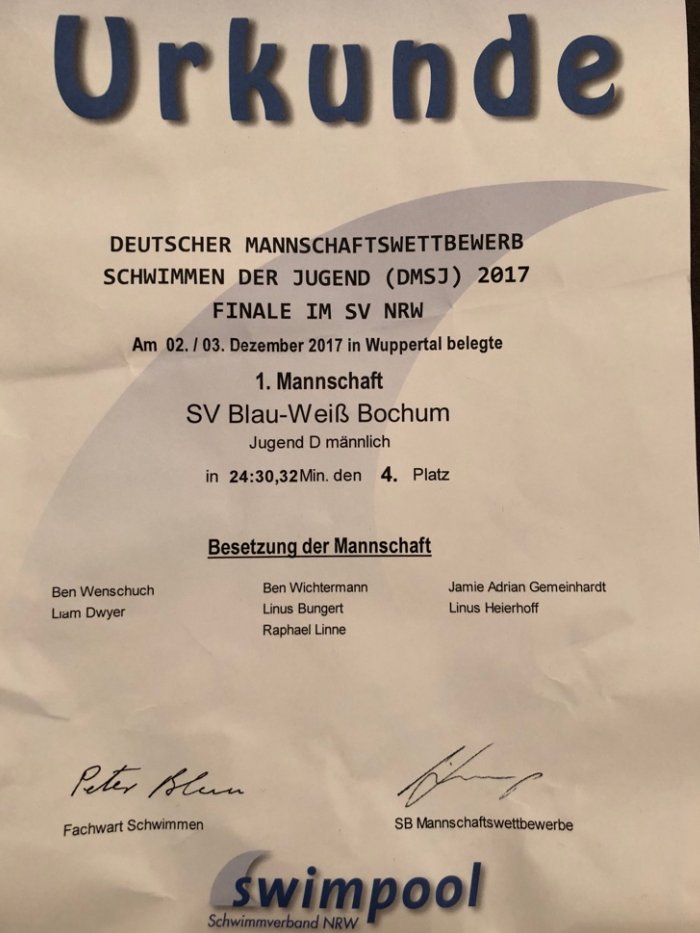 Urkunde
DEUTSCHER MANNSCHAFTSWETTBEWERB
SCHWIMMEN DER JUGEND (DMSJ) 2017
FINALE IM SV NRW
Am 02. / 03. Dezember 2017 in Wuppertal belegte
1. Mannschaft
SV Blau-Weiß Bochum
Jugend D männlich
in 24:30,32Min. den 4. Platz
Besetzung der Mannschaft
Ben Wenschuch Ben Wichtermann Jamie Adrian Gemeinhardt
Liam Dwyer Linus Bungert Linus Heierhoff
Raphael Linne
Peter
Fachwart Schwimmen SB Mannschaftswettbewerbe
swimpool
Schwimmverband NRW